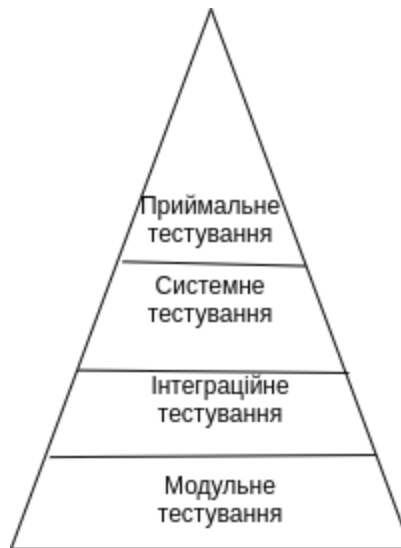 Приймальне
тестування
Системне
тестування
Інтеграційне
тестування
Модульне
тестування